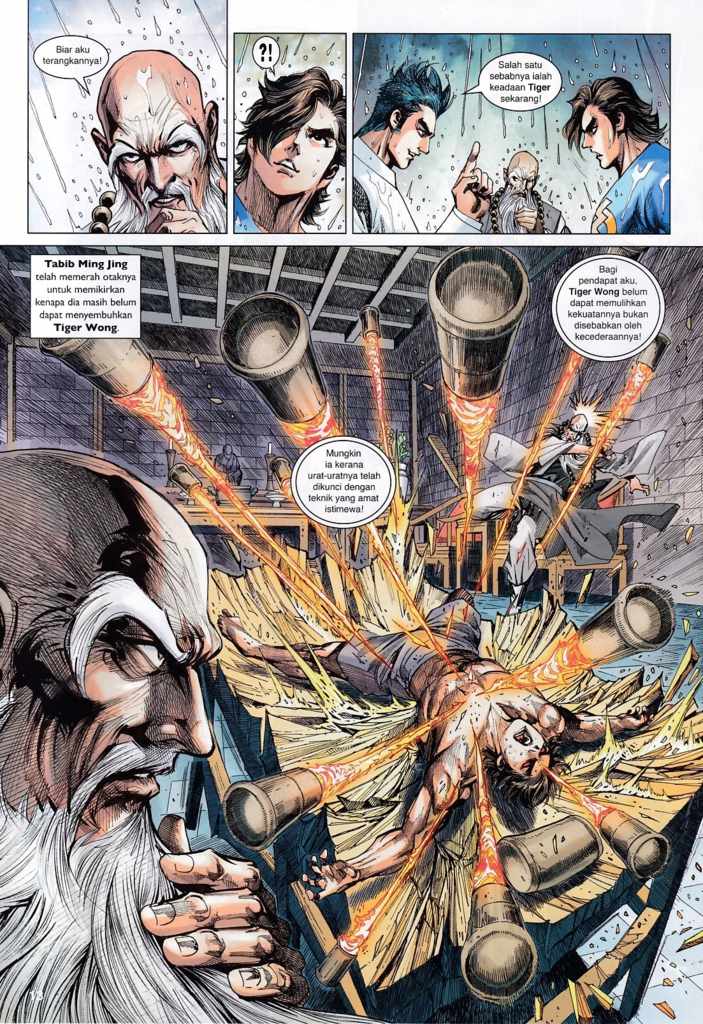 Biar aku
terangkannya!
?!
Salah satu
sebabnya ialah
keadaan Tiger
sekarang!
Tabib Ming Jing
telah memerah otaknya
untuk memikirkan
kenapa dia masih belum
dapat menyembuhkan
Tiger Wong.
Bagi
pendapat aku,
Tiger Wong belum
dapat memulihkan
kekuatannya bukan
disebabkan oleh
kecederaannya!
Mungkin
ia kerana
urat-uratnya telah
dikunci dengan
teknik yang amat
istimewa!